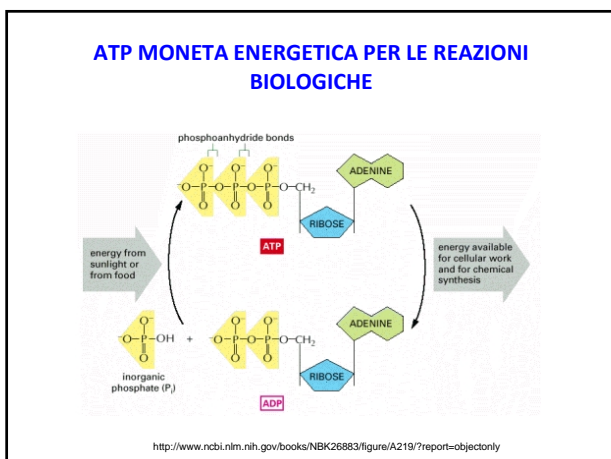 ATP MONETA ENERGETICA PER LE REAZIONI
BIOLOGICHE
phosphoanhydride bonds
O⁻ O⁻ O⁻
⁻O–P–O–P–O–P–O–CH₂
O O O
ADENINE
RIBOSE
ATP
energy from
sunlight or
from food
energy available
for cellular work
and for chemical
synthesis
O⁻
⁻O–P–OH
O
+
O⁻ O⁻
⁻O–P–O–P–O–CH₂
O O
ADENINE
RIBOSE
inorganic
phosphate (Pᵢ)
ADP
http://www.ncbi.nlm.nih.gov/books/NBK26883/figure/A219/?report=objectonly